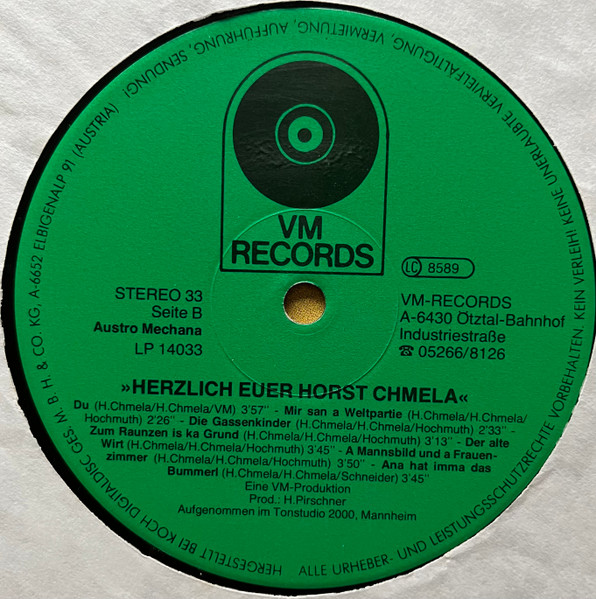 VM
RECORDS
LC 8589
STEREO 33
Seite B
Austro Mechana
LP 14033
VM-RECORDS
A-6430 Ötztal-Bahnhof
Industriestraße
☎ 05266/8126
»HERZLICH EUER HORST CHMELA«
Du (H.Chmela/H.Chmela/VM) 3'57" - Mir san a Weltpartie (H.Chmela/H.Chmela/
Hochmuth) 2'26" - Die Gassenkinder (H.Chmela/H.Chmela/Hochmuth) 2'33" -
Zum Raunzen is ka Grund (H.Chmela/H.Chmela/Hochmuth) 3'13" - Der alte
Wirt (H.Chmela/H.Chmela/Hochmuth) 3'45" - A Mannsbild und a Frauen-
zimmer (H.Chmela/H.Chmela/Hochmuth) 3'50" - Ana hat imma das
Bummerl (H.Chmela/H.Chmela/Schneider) 3'45"
Eine VM-Produktion
Prod.: H.Pirschner
Aufgenommen im Tonstudio 2000, Mannheim
HERGESTELLT BEI KOCH DIGITALDISC GES. M. B. H. & CO. KG, A-6652 ELBIGENALP 91 (AUSTRIA)
ALLE URHEBER- UND LEISTUNGSSCHUTZRECHTE VORBEHALTEN. KEIN VERLEIH! KEINE UNERLAUBTE VERVIELFÄLTIGUNG, VERMIETUNG, AUFFÜHRUNG, SENDUNG!